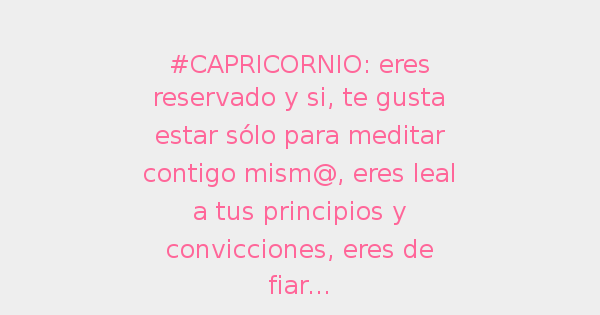 #CAPRICORNIO: eres
reservado y si, te gusta
estar sólo para meditar
contigo mism@, eres leal
a tus principios y
convicciones, eres de
fiar...